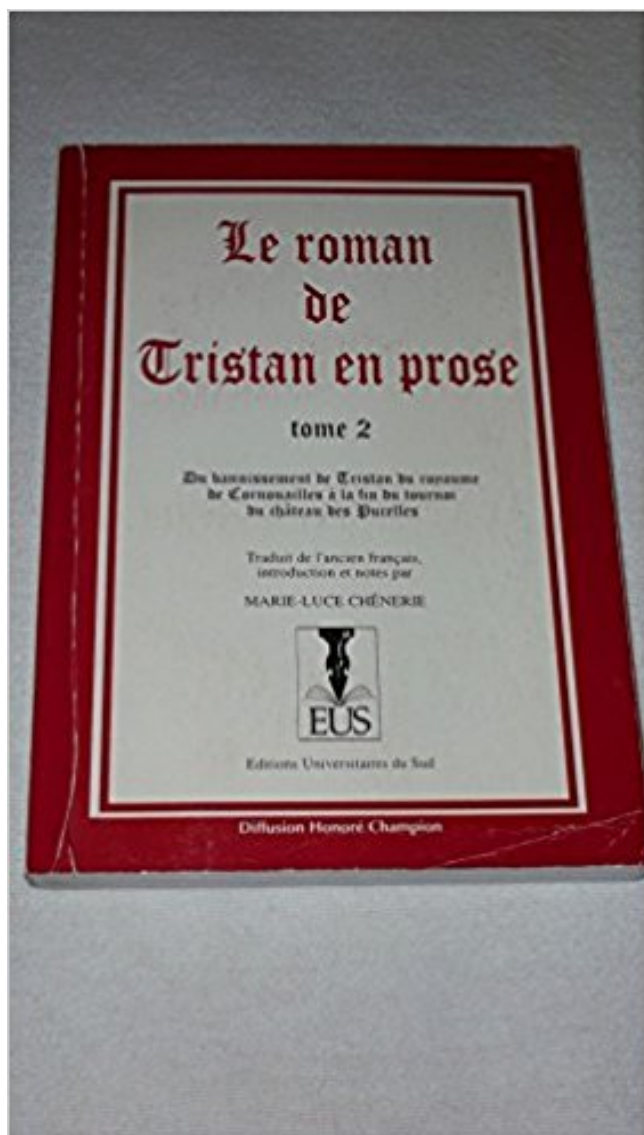 Le roman
de
Tristan en prose
tome 2
Du bannissement de Tristan du royaume
de Cornouailles à la fin du tournoi
du château des Pucelles
Traduit de l'ancien français,
introduction et notes par
MARIE-LUCE CHÊNERIE
EUS
Editions Universitaires du Sud
Diffusion Honoré Champion